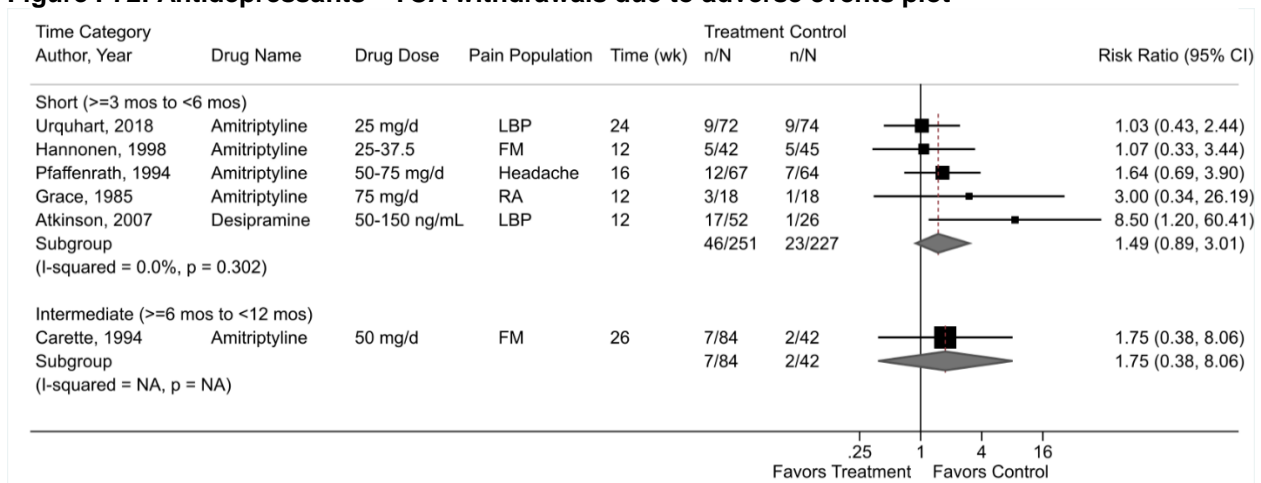 Antidepressants – TCA withdrawals due to adverse events plot
Time Category Treatment Control
Author, Year Drug Name Drug Dose Pain Population Time (wk) n/N n/N Risk Ratio (95% CI)
Short (>=3 mos to <6 mos)
Urquhart, 2018 Amitriptyline 25 mg/d LBP 24 9/72 9/74 1.03 (0.43, 2.44)
Hannonen, 1998 Amitriptyline 25-37.5 FM 12 5/42 5/45 1.07 (0.33, 3.44)
Pfaffenrath, 1994 Amitriptyline 50-75 mg/d Headache 16 12/67 7/64 1.64 (0.69, 3.90)
Grace, 1985 Amitriptyline 75 mg/d RA 12 3/18 1/18 3.00 (0.34, 26.19)
Atkinson, 2007 Desipramine 50-150 ng/mL LBP 12 17/52 1/26 8.50 (1.20, 60.41)
Subgroup 46/251 23/227 1.49 (0.89, 3.01)
(I-squared = 0.0%, p = 0.302)
Intermediate (>=6 mos to <12 mos)
Carette, 1994 Amitriptyline 50 mg/d FM 26 7/84 2/42 1.75 (0.38, 8.06)
Subgroup 7/84 2/42 1.75 (0.38, 8.06)
(I-squared = NA, p = NA)
.25 1 4 16
Favors Treatment Favors Control